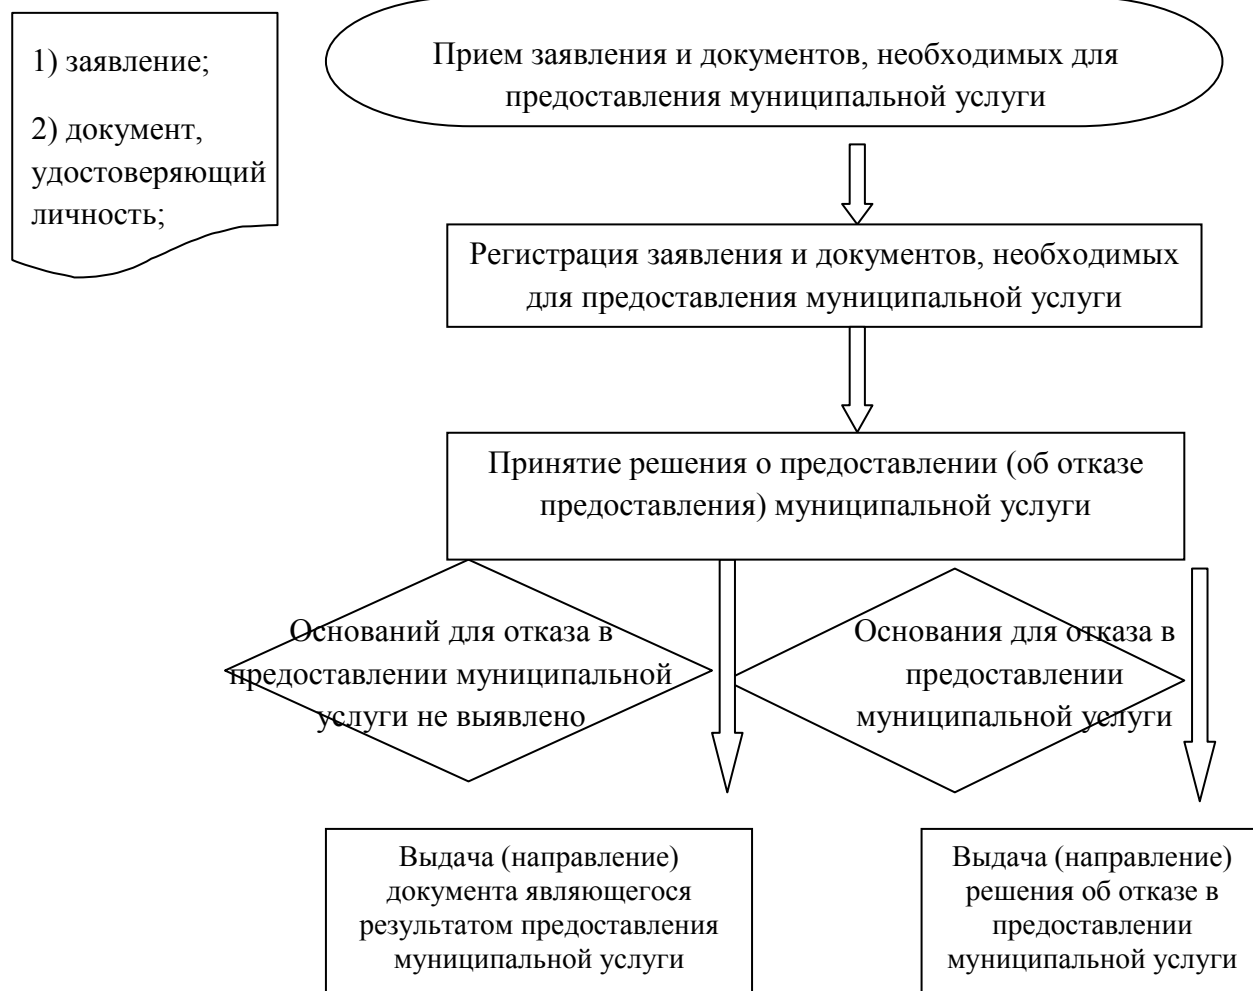 1) заявление;
2) документ,
удостоверяющий
личность;
Прием заявления и документов, необходимых для
предоставления муниципальной услуги
Регистрация заявления и документов, необходимых
для предоставления муниципальной услуги
Принятие решения о предоставлении (об отказе
предоставления) муниципальной услуги
Оснований для отказа в
предоставлении муниципальной
услуги не выявлено
Основания для отказа в
предоставлении
муниципальной услуги
Выдача (направление)
документа являющегося
результатом предоставления
муниципальной услуги
Выдача (направление)
решения об отказе в
предоставлении
муниципальной услуги